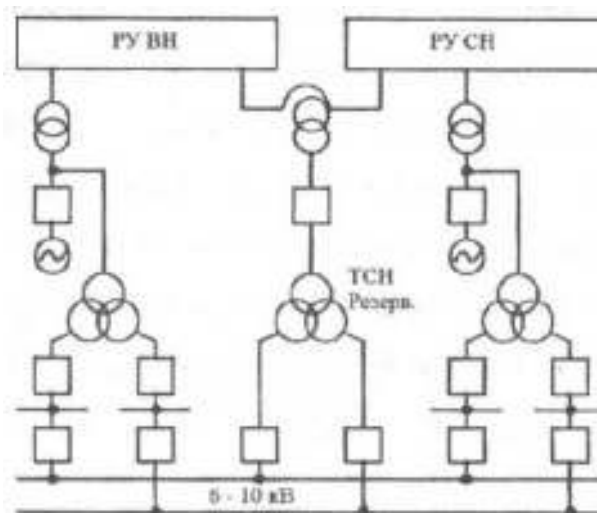 РУ ВН
РУ СН
ТСН
Резерв.
6 - 10 кВ